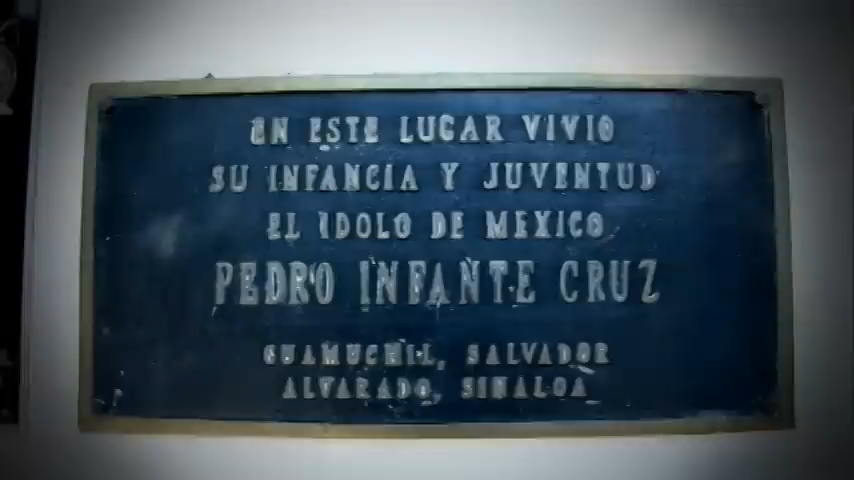 EN ESTE LUGAR VIVIO
SU INFANCIA Y JUVENTUD
EL IDOLO DE MEXICO
PEDRO INFANTE CRUZ
GUAMUCHIL, SALVADOR
ALVARADO, SINALOA